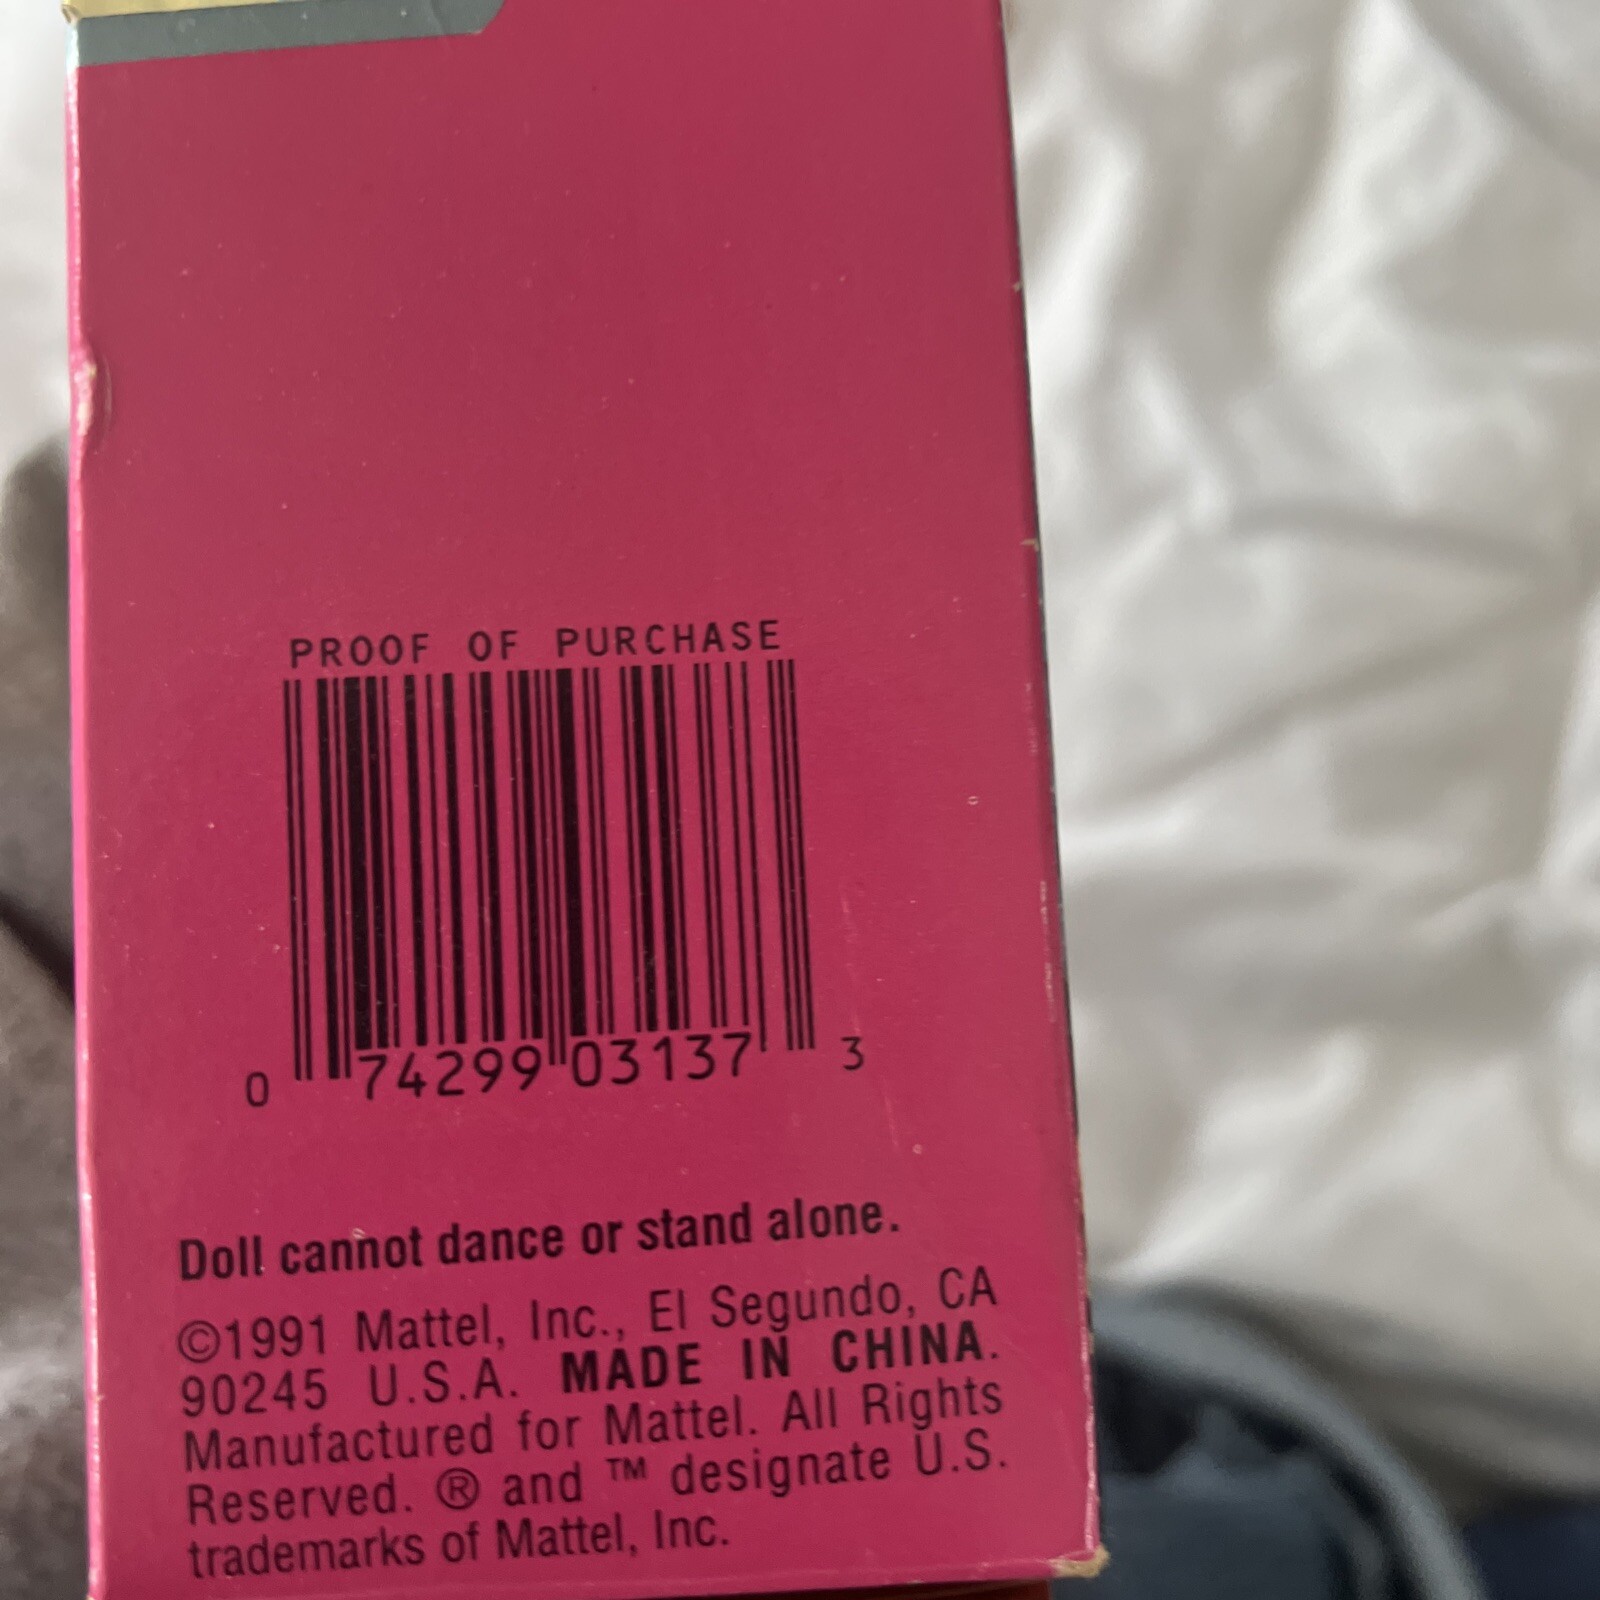 PROOF OF PURCHASE
0 74299 03137 3
Doll cannot dance or stand alone.
©1991 Mattel, Inc., El Segundo, CA
90245 U.S.A. MADE IN CHINA.
Manufactured for Mattel. All Rights
Reserved. ® and ™ designate U.S.
trademarks of Mattel, Inc.